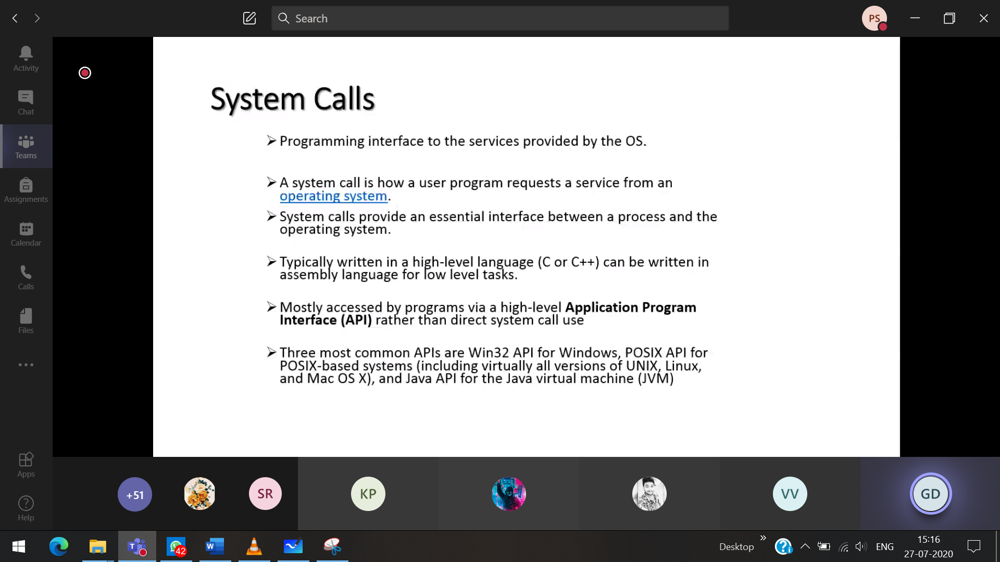 Search
PS
Activity
Chat
Teams
Assignments
Calendar
Calls
Files
Apps
Help
System Calls
Programming interface to the services provided by the OS.
A system call is how a user program requests a service from an
operating system.
System calls provide an essential interface between a process and the
operating system.
Typically written in a high-level language (C or C++) can be written in
assembly language for low level tasks.
Mostly accessed by programs via a high-level Application Program
Interface (API) rather than direct system call use
Three most common APIs are Win32 API for Windows, POSIX API for
POSIX-based systems (including virtually all versions of UNIX, Linux,
and Mac OS X), and Java API for the Java virtual machine (JVM)
+51
SR
KP
VV
GD
T
42
W
Desktop
ENG
15:16
27-07-2020